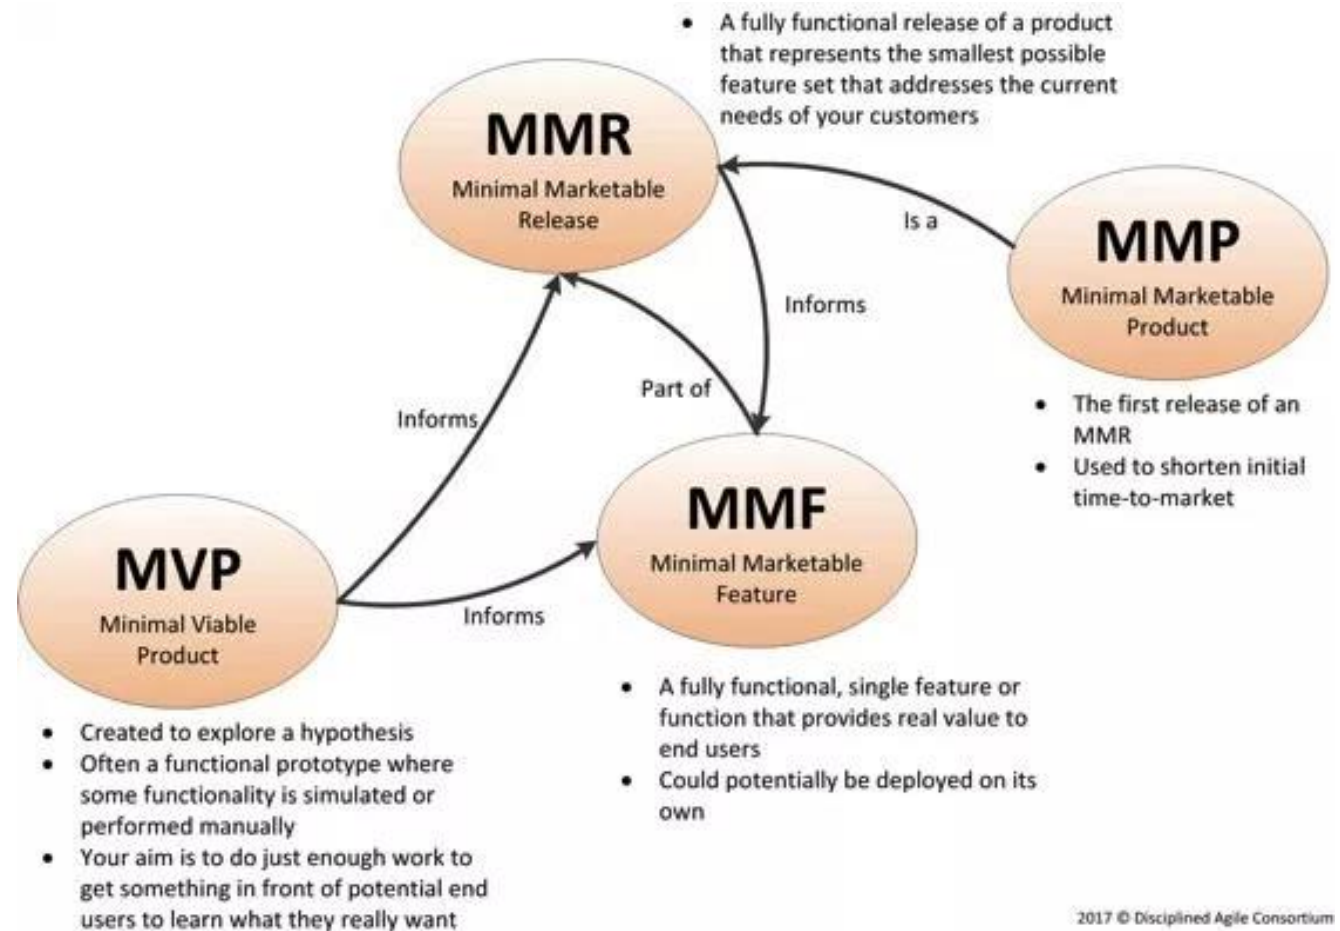 • A fully functional release of a product
that represents the smallest possible
feature set that addresses the current
needs of your customers
MMR
Minimal Marketable
Release
Is a
MMP
Minimal Marketable
Product
• The first release of an
MMR
• Used to shorten initial
time-to-market
Informs
Part of
Informs
MMF
Minimal Marketable
Feature
• A fully functional, single feature or
function that provides real value to
end users
• Could potentially be deployed on its
own
MVP
Minimal Viable
Product
Informs
• Created to explore a hypothesis
• Often a functional prototype where
some functionality is simulated or
performed manually
• Your aim is to do just enough work to
get something in front of potential end
users to learn what they really want
2017 © Disciplined Agile Consortium